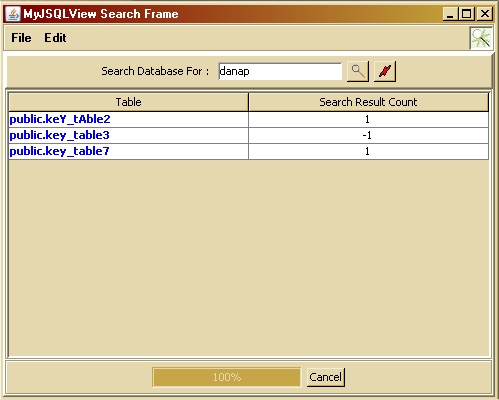 MyJSQLView Search Frame
File Edit
Search Database For : danap
Table Search Result Count
public.keY_tAble2 1
public.key_table3 -1
public.key_table7 1
100% Cancel